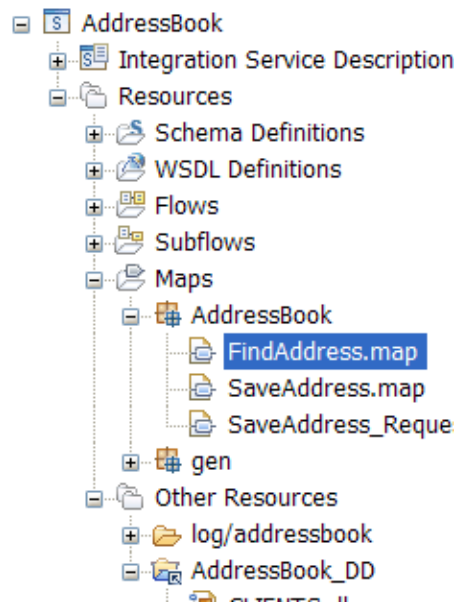 AddressBook
Integration Service Description
Resources
Schema Definitions
WSDL Definitions
Flows
Subflows
Maps
AddressBook
FindAddress.map
SaveAddress.map
SaveAddress_Reque
gen
Other Resources
log/addressbook
AddressBook_DD